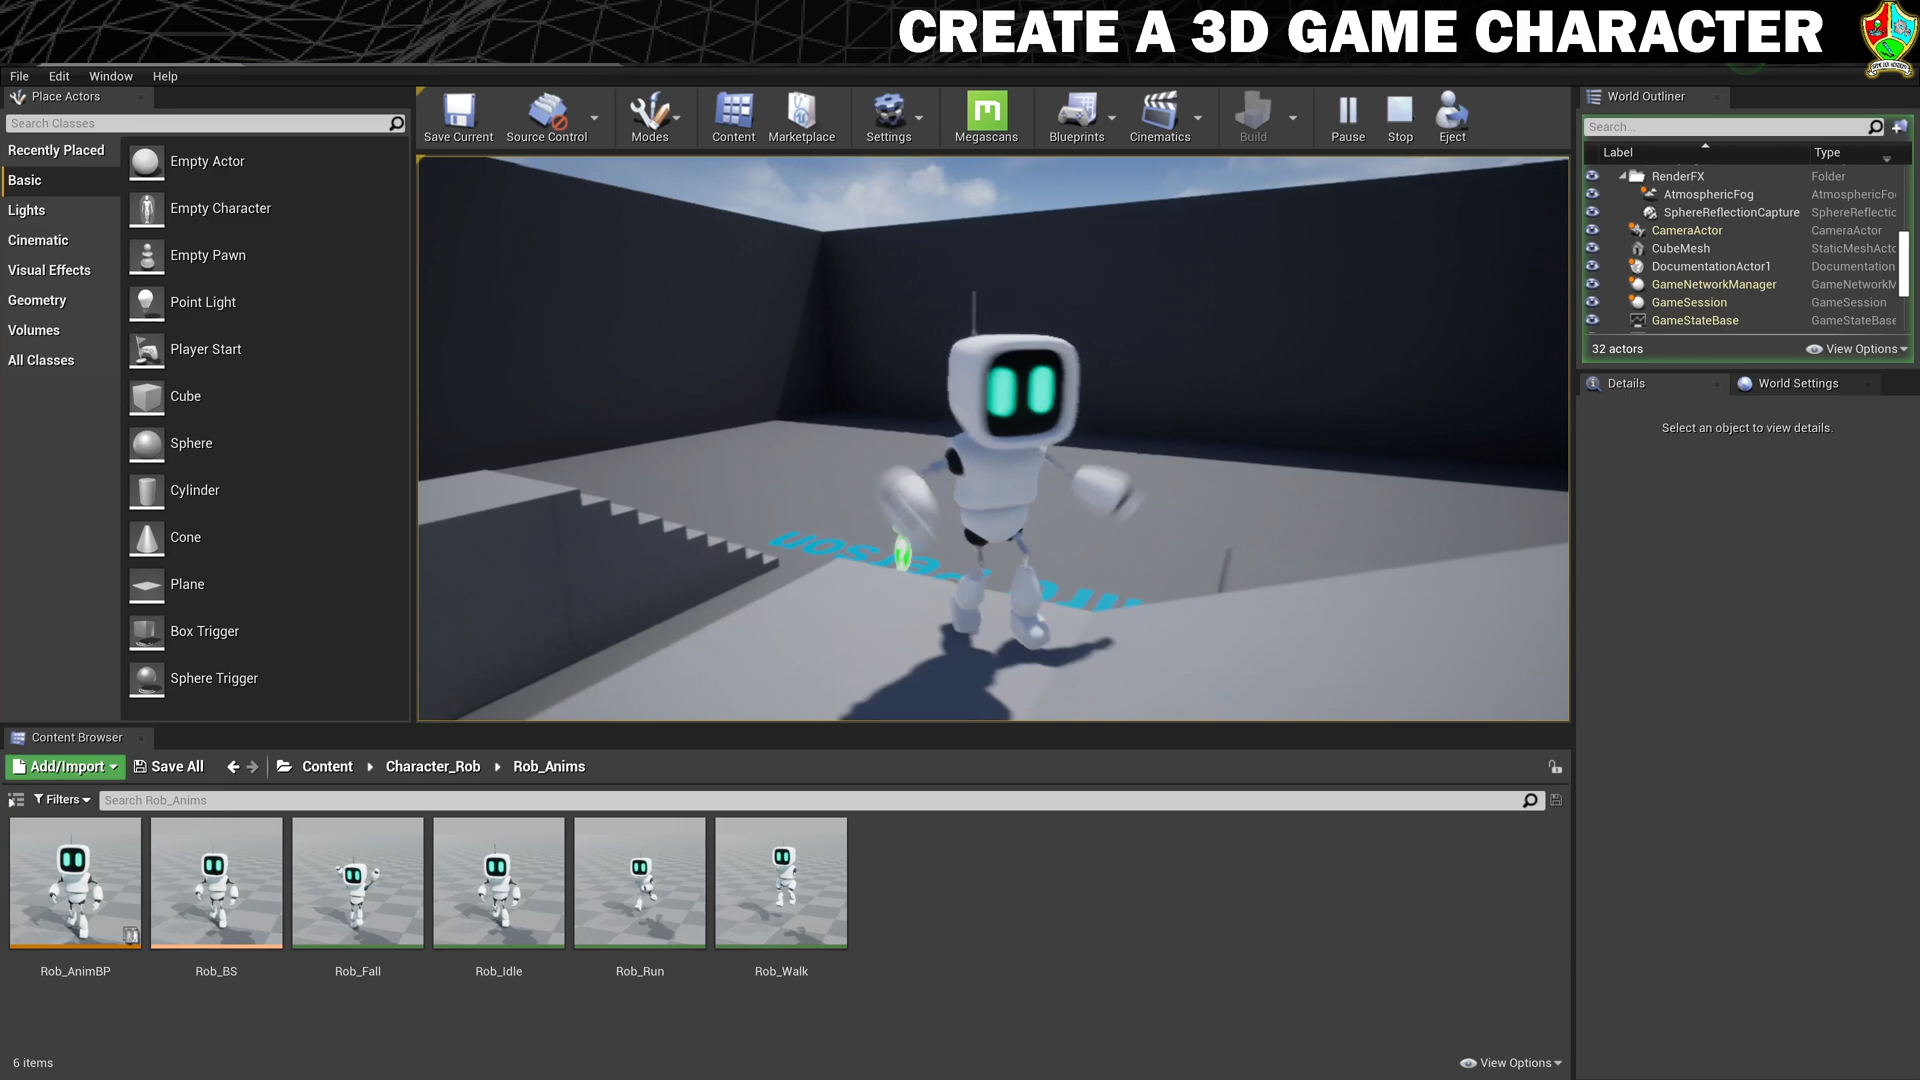 CREATE A 3D GAME CHARACTER
File Edit Window Help
Place Actors
Search Classes
Recently Placed
Basic
Lights
Cinematic
Visual Effects
Geometry
Volumes
All Classes
Empty Actor
Empty Character
Empty Pawn
Point Light
Player Start
Cube
Sphere
Cylinder
Cone
Plane
Box Trigger
Sphere Trigger
Save Current Source Control Modes Content Marketplace Settings Megascans Blueprints Cinematics Build Pause Stop Eject
World Outliner
Search...
Label Type
RenderFX Folder
AtmosphericFog AtmosphericFo
SphereReflectionCapture SphereReflectic
CameraActor CameraActor
CubeMesh StaticMeshActo
DocumentationActor1 Documentation
GameNetworkManager GameNetworkM
GameSession GameSession
GameStateBase GameStateBase
32 actors View Options
Details World Settings
Select an object to view details.
Content Browser
Add/Import Save All Content Character_Rob Rob_Anims
Filters Search Rob_Anims
Rob_AnimBP Rob_BS Rob_Fall Rob_Idle Rob_Run Rob_Walk
6 items View Options